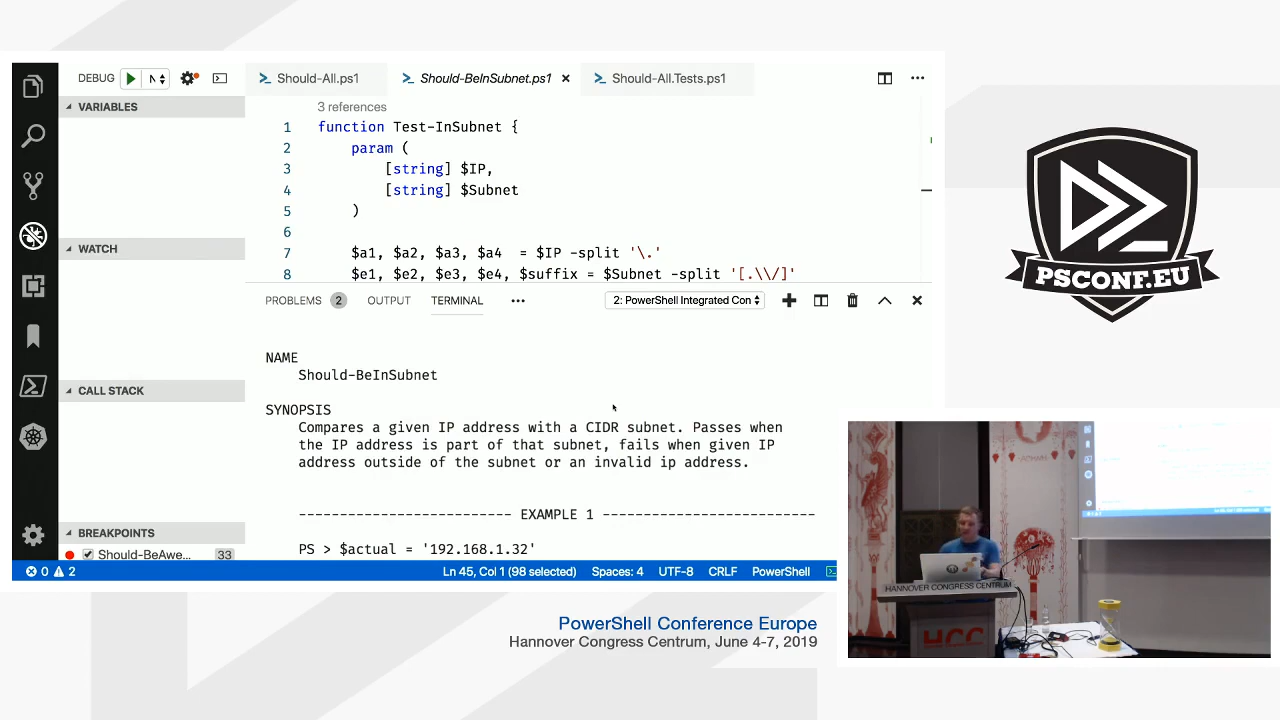 DEBUG
Should-All.ps1
Should-BeInSubnet.ps1
Should-All.Tests.ps1
VARIABLES
WATCH
CALL STACK
BREAKPOINTS
Should-BeAwe... 33
3 references
1 function Test-InSubnet {
2 param (
3 [string] $IP,
4 [string] $Subnet
5 )
6
7 $a1, $a2, $a3, $a4 = $IP -split '\.'
8 $e1, $e2, $e3, $e4, $suffix = $Subnet -split '[.\\/]'
PROBLEMS 2 OUTPUT TERMINAL
2: PowerShell Integrated Con
NAME
Should-BeInSubnet
SYNOPSIS
Compares a given IP address with a CIDR subnet. Passes when
the IP address is part of that subnet, fails when given IP
address outside of the subnet or an invalid ip address.
------------------------- EXAMPLE 1 -------------------------
PS > $actual = '192.168.1.32'
0 2 Ln 45, Col 1 (98 selected) Spaces: 4 UTF-8 CRLF PowerShell
PSCONF.EU
HANNOVER CONGRESS CENTRUM
HCC
PowerShell Conference Europe
Hannover Congress Centrum, June 4-7, 2019